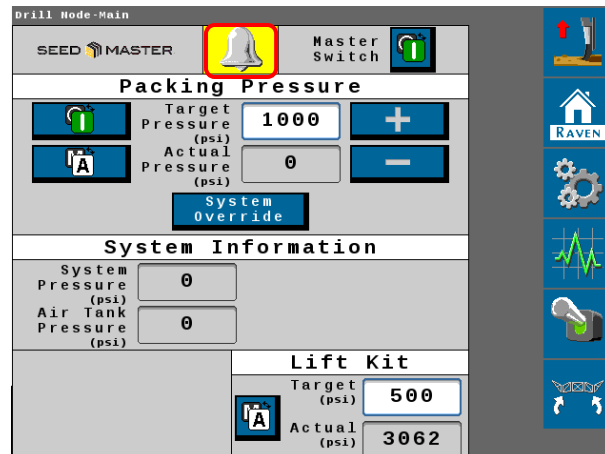 Drill Node-Main
SEED MASTER
Master
Switch
I
Packing Pressure
I
Target
Pressure
(psi)
1000
+
A
Actual
Pressure
(psi)
0
−
System
Override
System Information
System
Pressure
(psi)
0
Air Tank
Pressure
(psi)
0
Lift Kit
Target
(psi)
500
A
Actual
(psi)
3062
RAVEN